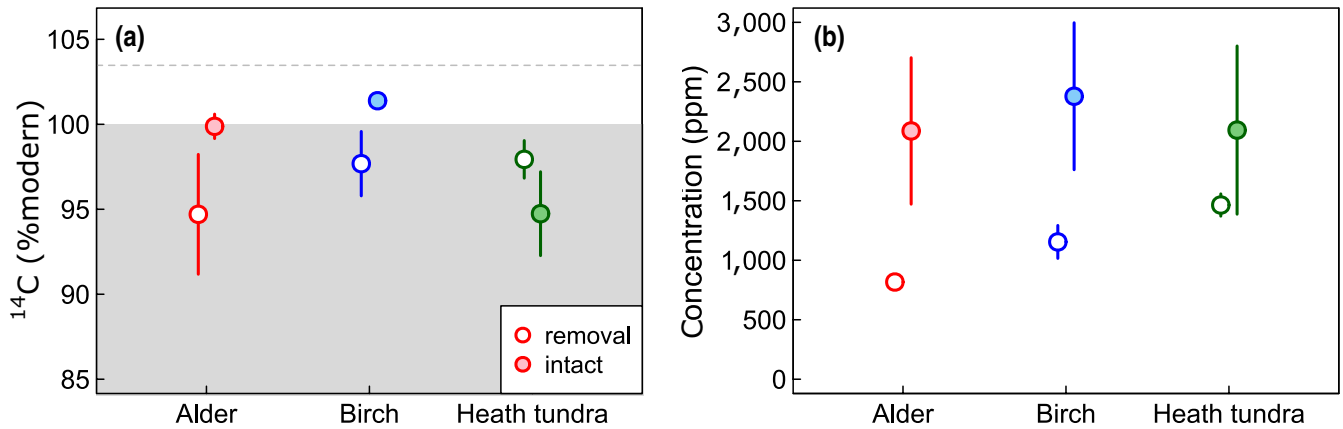 (a)
105
100
95
90
85
¹⁴C (%modern)
removal
intact
Alder Birch Heath tundra
(b)
3,000
2,500
2,000
1,500
1,000
500
0
Concentration (ppm)
Alder Birch Heath tundra